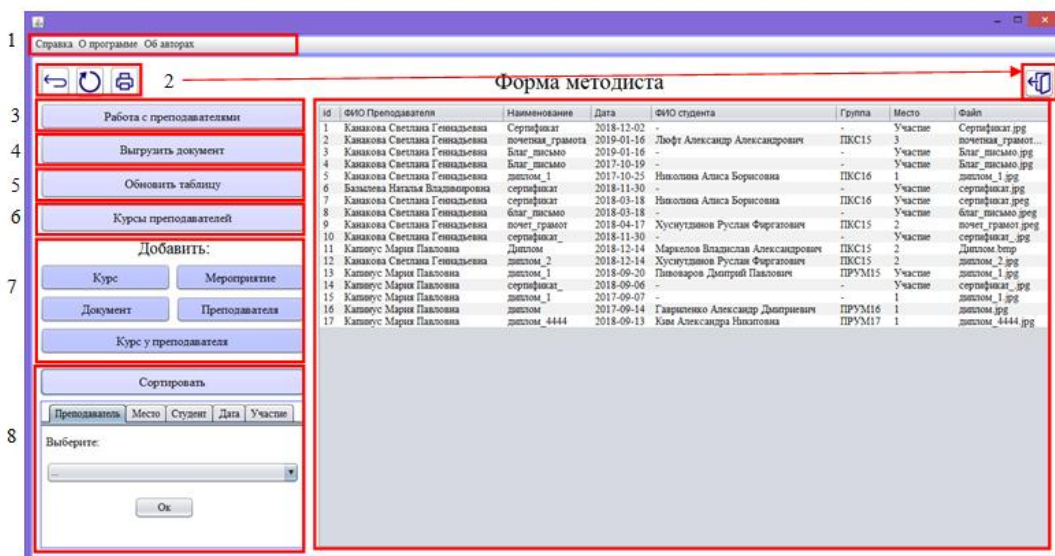 1 Справка О программе Об авторах
2 Форма методиста
3 Работа с преподавателями
4 Выгрузить документ
5 Обновить таблицу
6 Курсы преподавателей
7 Добавить:
Курс Мероприятие
Документ Преподавателя
Курс у преподавателя
8 Сортировать
Преподаватель Место Студент Дата Участие
Выберите:
...
Ок
id ФИО Преподавателя Наименование Дата ФИО студента Группа Место Файл
1 Канакова Светлана Геннадьевна Сертификат 2018-12-02 - - Участие Сертификат.jpg
2 Канакова Светлана Геннадьевна почетная_грамота 2019-01-16 Люфт Александр Александрович ПКС15 3 почетная_грамот...
3 Канакова Светлана Геннадьевна Благ_письмо 2019-01-16 - - Участие Благ_письмо.jpg
4 Канакова Светлана Геннадьевна Благ_письмо 2017-10-19 - - Участие Благ_письмо.jpg
5 Канакова Светлана Геннадьевна диплом_1 2017-10-25 Николина Алиса Борисовна ПКС16 1 диплом_1.jpg
6 Базылева Наталья Владимировна сертификат 2018-11-30 - - Участие сертификат.jpg
7 Канакова Светлана Геннадьевна сертификат 2018-03-18 Николина Алиса Борисовна ПКС16 Участие сертификат.jpeg
8 Канакова Светлана Геннадьевна благ_письмо 2018-03-18 - - Участие благ_письмо.jpeg
9 Канакова Светлана Геннадьевна почет_грамот 2018-04-17 Хуснутдинов Руслан Фиргатович ПКС15 2 почет_грамот.jpeg
10 Канакова Светлана Геннадьевна сертификат_ 2018-11-30 - - Участие сертификат_.jpg
11 Капинус Мария Павловна Диплом 2018-12-14 Маркелов Владислав Александрович ПКС15 2 Диплом.bmp
12 Канакова Светлана Геннадьевна диплом_2 2018-12-14 Хуснутдинов Руслан Фиргатович ПКС15 2 диплом_2.jpg
13 Капинус Мария Павловна диплом_1 2018-09-20 Пивоваров Дмитрий Павлович ПРУМ15 Участие диплом_1.jpg
14 Капинус Мария Павловна сертификат_ 2018-09-06 - - Участие сертификат_.jpg
15 Капинус Мария Павловна диплом_1 2017-09-07 - - 1 диплом_1.jpg
16 Капинус Мария Павловна диплом 2017-09-14 Гавриленко Александр Дмитриевич ПРУМ16 1 диплом.jpg
17 Капинус Мария Павловна диплом_4444 2018-09-13 Ким Александра Никитовна ПРУМ17 1 диплом_4444.jpg